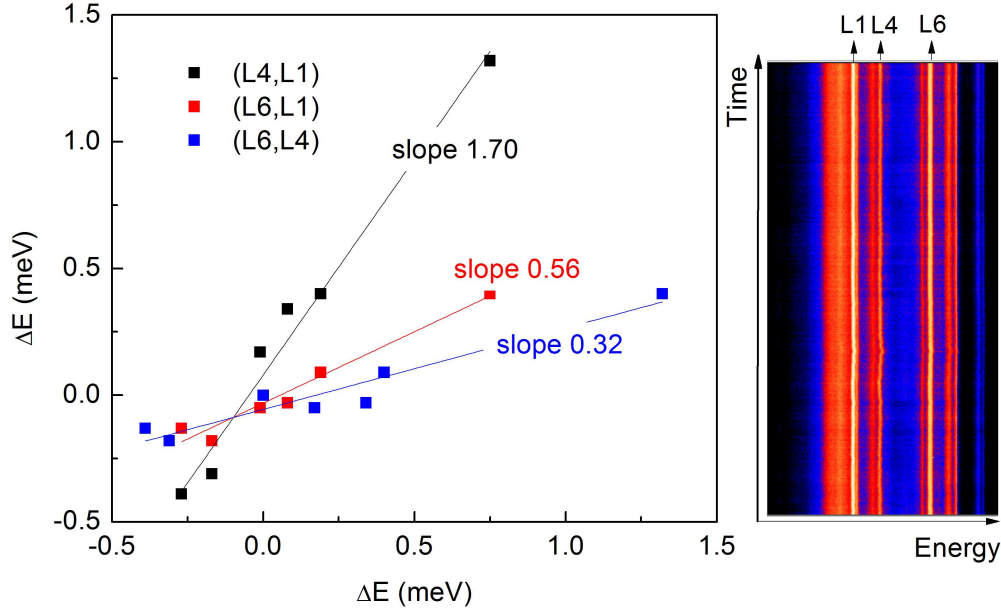 1.5
1.0
0.5
0.0
-0.5
-0.5
0.0
0.5
1.0
1.5
ΔE (meV)
ΔE (meV)
(L4,L1)
(L6,L1)
(L6,L4)
slope 1.70
slope 0.56
slope 0.32
L1
L4
L6
Time
Energy